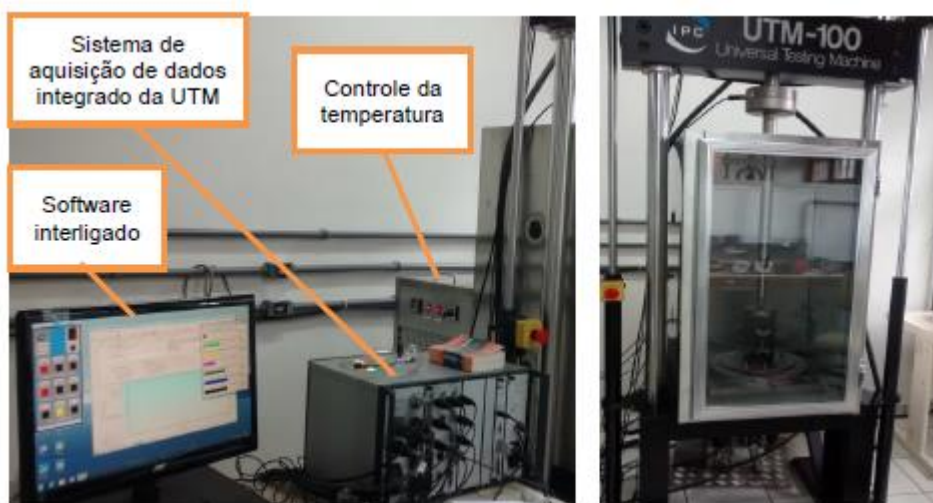 Sistema de
aquisição de dados
integrado da UTM
Controle da
temperatura
Software
interligado
IPC
UTM-100
Universal Testing Machine